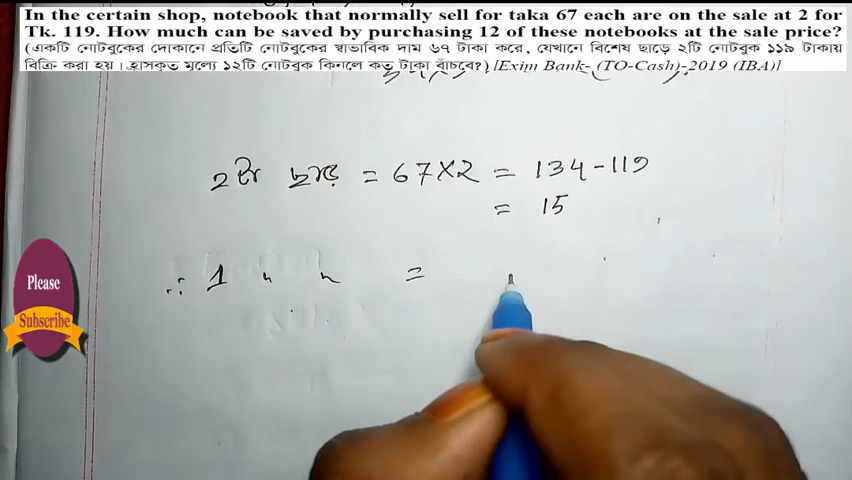 In the certain shop, notebook that normally sell for taka 67 each are on the sale at 2 for
Tk. 119. How much can be saved by purchasing 12 of these notebooks at the sale price?
(একটি নোটবুকের দোকানে প্রতিটি নোটবুকের স্বাভাবিক দাম ৬৭ টাকা করে, যেখানে বিশেষ ছাড়ে ২টি নোটবুক ১১৯ টাকায়
বিক্রি করা হয়। হ্রাসকৃত মূল্যে ১২টি নোটবুক কিনলে কত টাকা বাঁচবে?) [Exim Bank- (TO-Cash)-2019 (IBA)]
2টা ছাড়ে = 67×2 = 134-119
= 15
∴ 1 " " =
Please
Subscribe